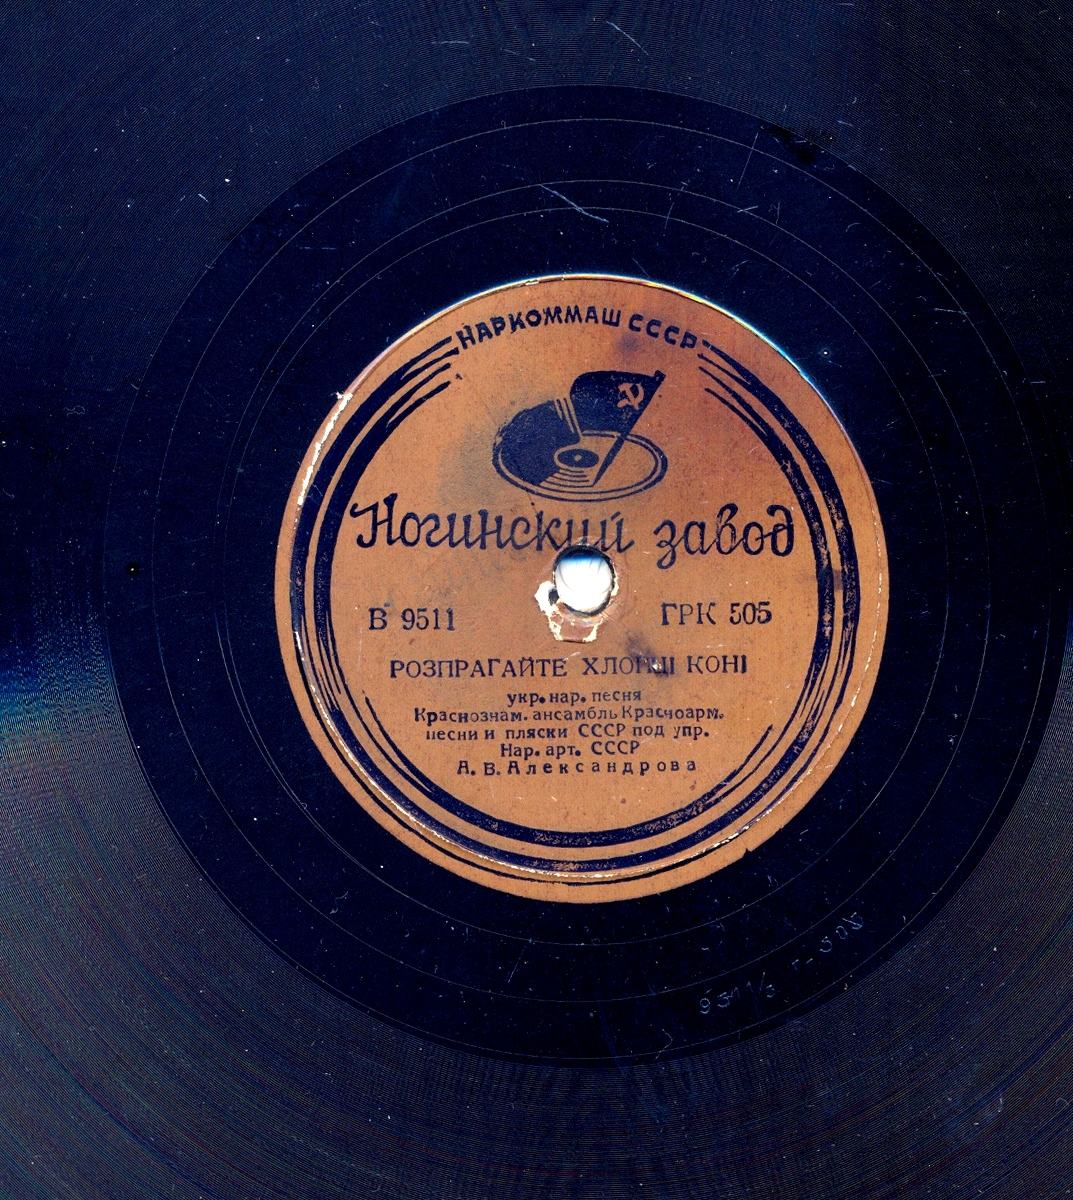 НАРКОММАШ СССР
Ногинский завод
В 9511 ГРК 505
РОЗПРАГАЙТЕ ХЛОПЦІ КОНІ
укр. нар. песня
Краснознам. ансамбль Красноарм.
песни и пляски СССР под упр.
Нар. арт. СССР
А. В. Александрова